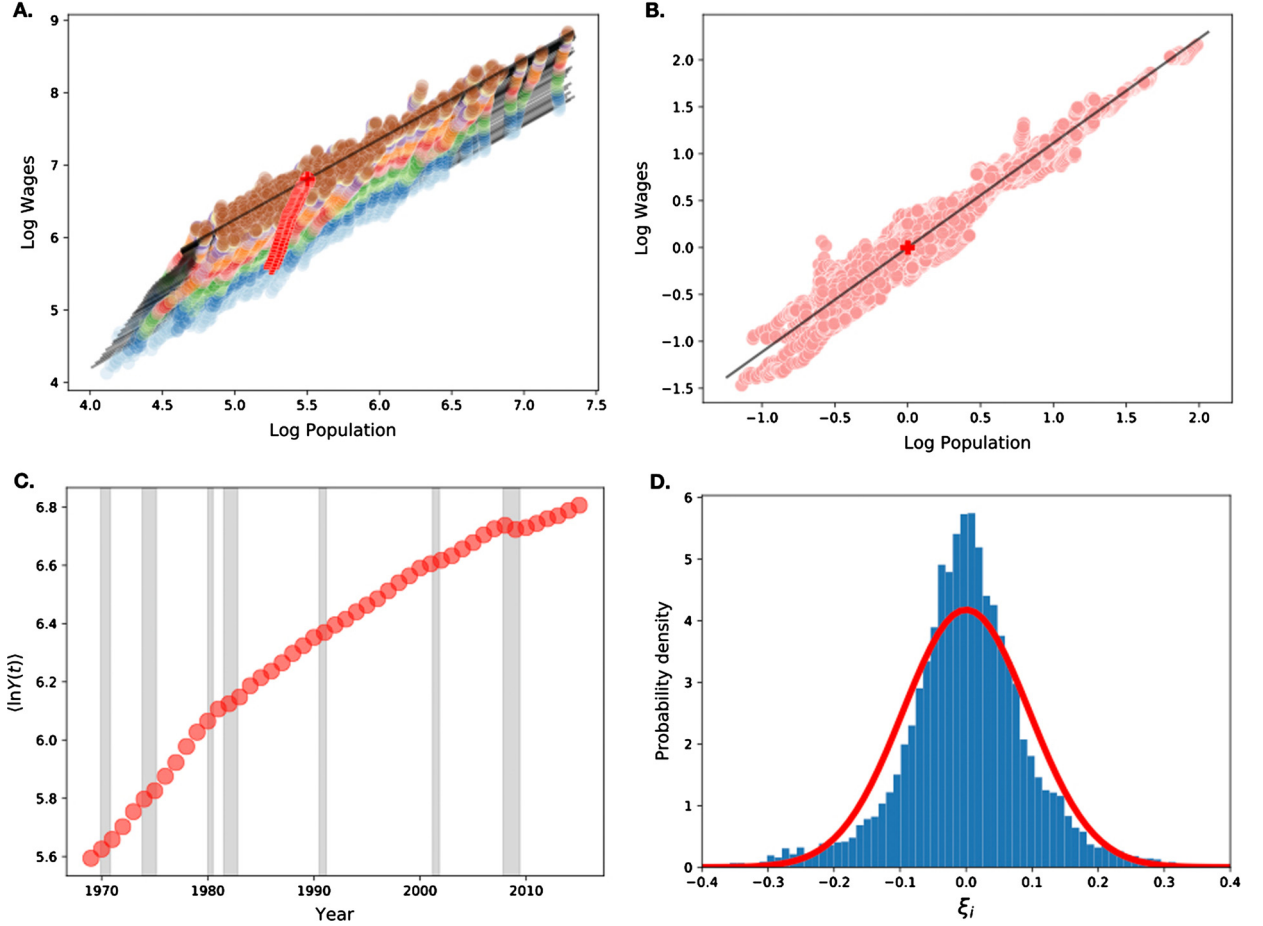 A.
9
8
7
6
5
4
Log Wages
4.0 4.5 5.0 5.5 6.0 6.5 7.0 7.5
Log Population
B.
2.0
1.5
1.0
0.5
0.0
−0.5
−1.0
−1.5
Log Wages
−1.0 −0.5 0.0 0.5 1.0 1.5 2.0
Log Population
C.
6.8
6.6
6.4
6.2
6.0
5.8
5.6
⟨lnY(t)⟩
1970 1980 1990 2000 2010
Year
D.
6
5
4
3
2
1
0
Probability density
−0.4 −0.3 −0.2 −0.1 0.0 0.1 0.2 0.3 0.4
ξi